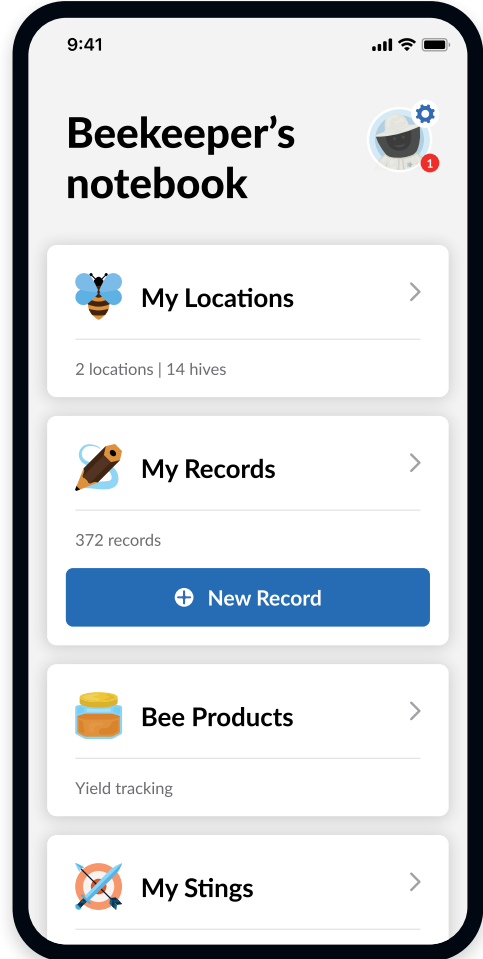 9:41
Beekeeper’s
notebook
1
My Locations
2 locations | 14 hives
My Records
372 records
New Record
Bee Products
Yield tracking
My Stings